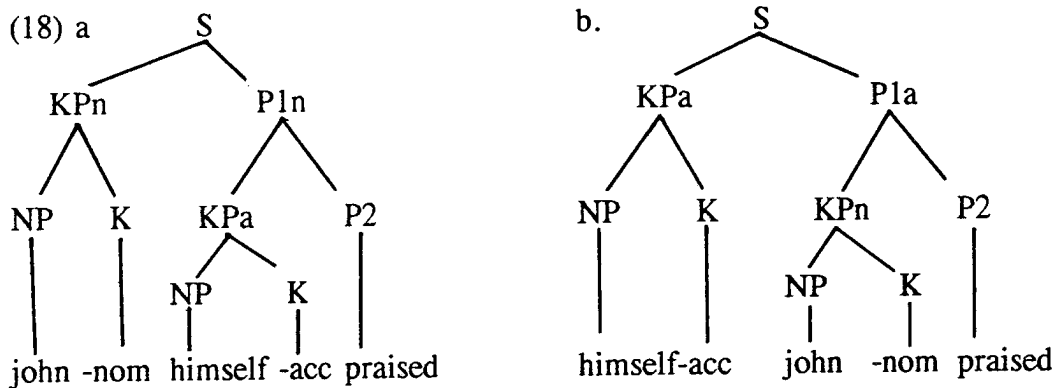 (18) a S b. S
KPn P1n KPa P1a
NP K KPa P2 NP K KPn P2
NP K NP K
john -nom himself -acc praised himself-acc john -nom praised